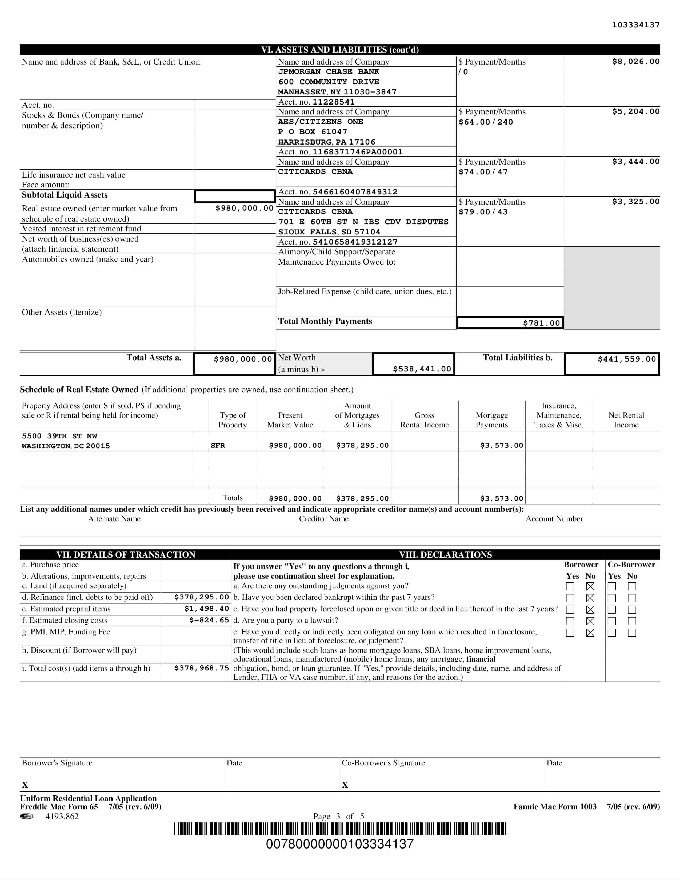 103334137
VI. ASSETS AND LIABILITIES (cont'd)
Name and address of Bank, S&L, or Credit Union
Acct. no.
Stocks & Bonds (Company name/
number & description)
Life insurance net cash value
Face amount:
Subtotal Liquid Assets
Real estate owned (enter market value from
schedule of real estate owned)
$980,000.00
Vested interest in retirement fund
Net worth of business(es) owned
(attach financial statement)
Automobiles owned (make and year)
Other Assets (itemize)
Name and address of Company
JPMORGAN CHASE BANK
600 COMMUNITY DRIVE
MANHASSET, NY 11030-3847
Acct. no. 11228541
$ Payment/Months
/0
$8,026.00
Name and address of Company
AES/CITIZENS ONE
P O BOX 61047
HARRISBURG, PA 17106
Acct. no. 1168371746PA00001
$ Payment/Months
$64.00/240
$5,204.00
Name and address of Company
CITICARDS CBNA
Acct. no. 5466160407849312
$ Payment/Months
$74.00/47
$3,444.00
Name and address of Company
CITICARDS CBNA
701 E 60TH ST N IBS CDV DISPUTES
SIOUX FALLS, SD 57104
Acct. no. 5410658419312127
$ Payment/Months
$79.00/43
$3,325.00
Alimony/Child Support/Separate
Maintenance Payments Owed to:
Job-Related Expense (child care, union dues, etc.)
Total Monthly Payments $781.00
Total Assets a. $980,000.00 Net Worth
(a minus b) » $538,441.00 Total Liabilities b. $441,559.00
Schedule of Real Estate Owned (If additional properties are owned, use continuation sheet.)
Property Address (enter S if sold, PS if pending
sale or R if rental being held for income)
Type of
Property
Present
Market Value
Amount
of Mortgages
& Liens
Gross
Rental Income
Mortgage
Payments
Insurance,
Maintenance,
Taxes & Misc.
Net Rental
Income
5500 39TH ST NW
WASHINGTON, DC 20015 SFR $980,000.00 $378,295.00 $3,573.00
Totals $980,000.00 $378,295.00 $3,573.00
List any additional names under which credit has previously been received and indicate appropriate creditor name(s) and account number(s):
Alternate Name Creditor Name Account Number
VII. DETAILS OF TRANSACTION
a. Purchase price
b. Alterations, improvements, repairs
c. Land (if acquired separately)
d. Refinance (incl. debts to be paid off) $378,295.00
e. Estimated prepaid items $1,498.40
f. Estimated closing costs $-824.65
g. PMI, MIP, Funding Fee
h. Discount (if Borrower will pay)
i. Total cost(s) (add items a through h) $378,968.75
VIII. DECLARATIONS
If you answer "Yes" to any questions a through i,
please use continuation sheet for explanation.
Borrower Co-Borrower
Yes No Yes No
a. Are there any outstanding judgments against you?
b. Have you been declared bankrupt within the past 7 years?
c. Have you had property foreclosed upon or given title or deed in lieu thereof in the last 7 years?
d. Are you a party to a lawsuit?
e. Have you directly or indirectly been obligated on any loan which resulted in foreclosure,
transfer of title in lieu of foreclosure, or judgment?
(This would include such loans as home mortgage loans, SBA loans, home improvement loans,
educational loans, manufactured (mobile) home loans, any mortgage, financial
obligation, bond, or loan guarantee. If "Yes," provide details, including date, name, and address of
Lender, FHA or VA case number, if any, and reasons for the action.)
Borrower's Signature Date Co-Borrower's Signature Date
X X
Uniform Residential Loan Application
Freddie Mac Form 65 7/05 (rev. 6/09) Fannie Mae Form 1003 7/05 (rev. 6/09)
4193.862 Page 3 of 5
0078000000103334137